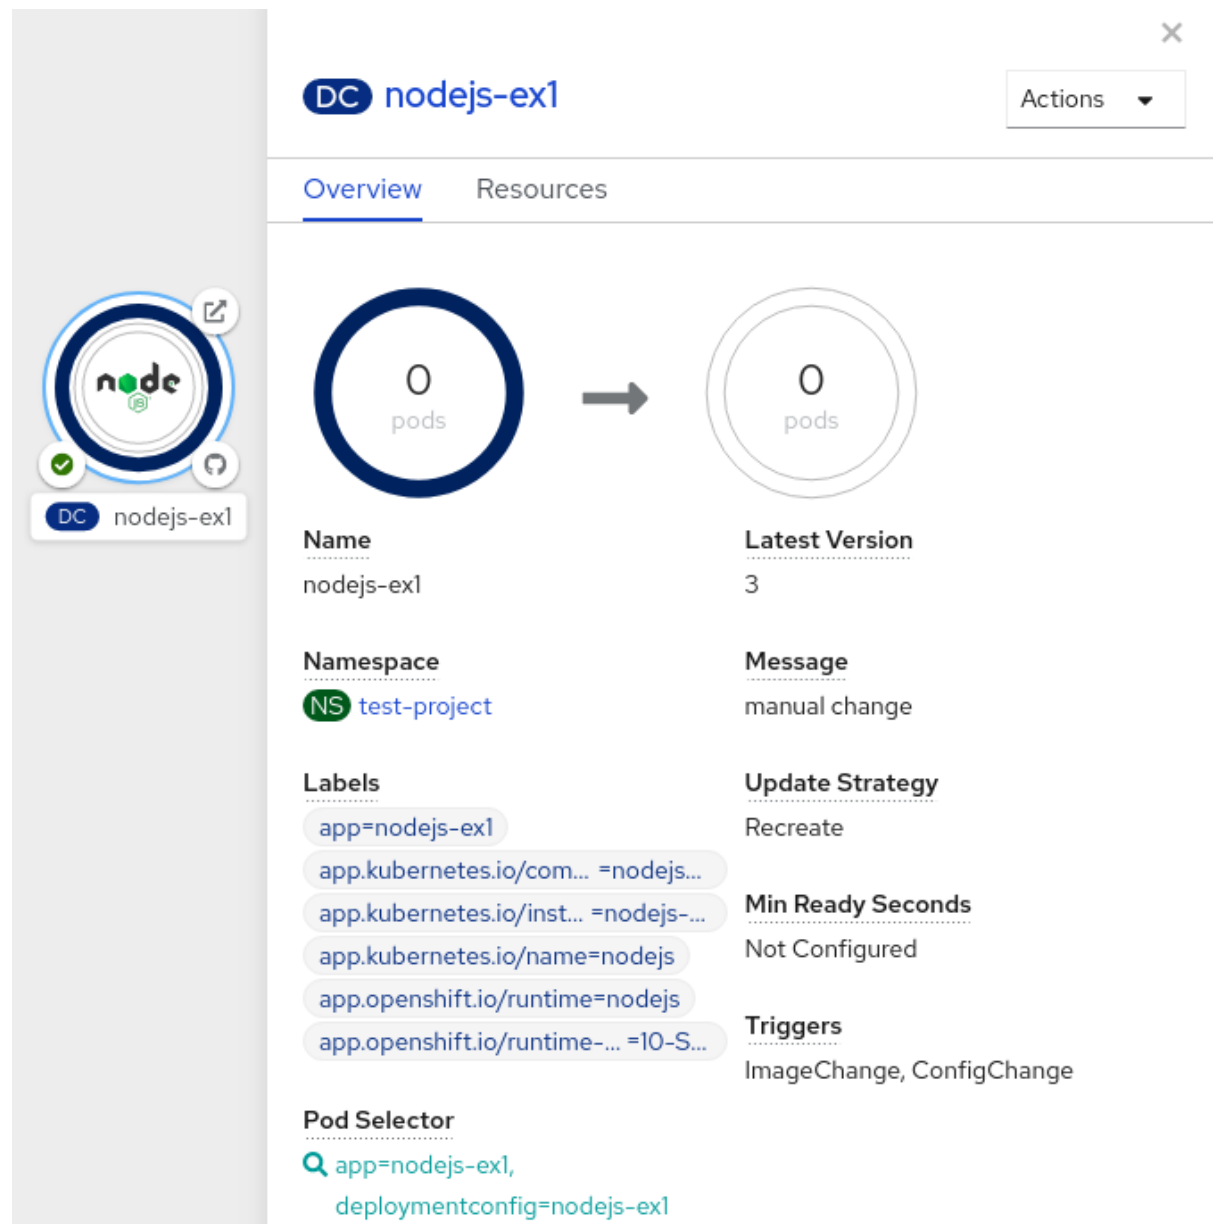 DC nodejs-ex1
Actions
Overview Resources
node
JS
DC nodejs-ex1
0
pods
0
pods
Name
nodejs-ex1
Latest Version
3
Namespace
NS test-project
Message
manual change
Labels
app=nodejs-ex1
app.kubernetes.io/com... =nodejs...
app.kubernetes.io/inst... =nodejs-...
app.kubernetes.io/name=nodejs
app.openshift.io/runtime=nodejs
app.openshift.io/runtime-... =10-S...
Update Strategy
Recreate
Min Ready Seconds
Not Configured
Triggers
ImageChange, ConfigChange
Pod Selector
app=nodejs-ex1,
deploymentconfig=nodejs-ex1